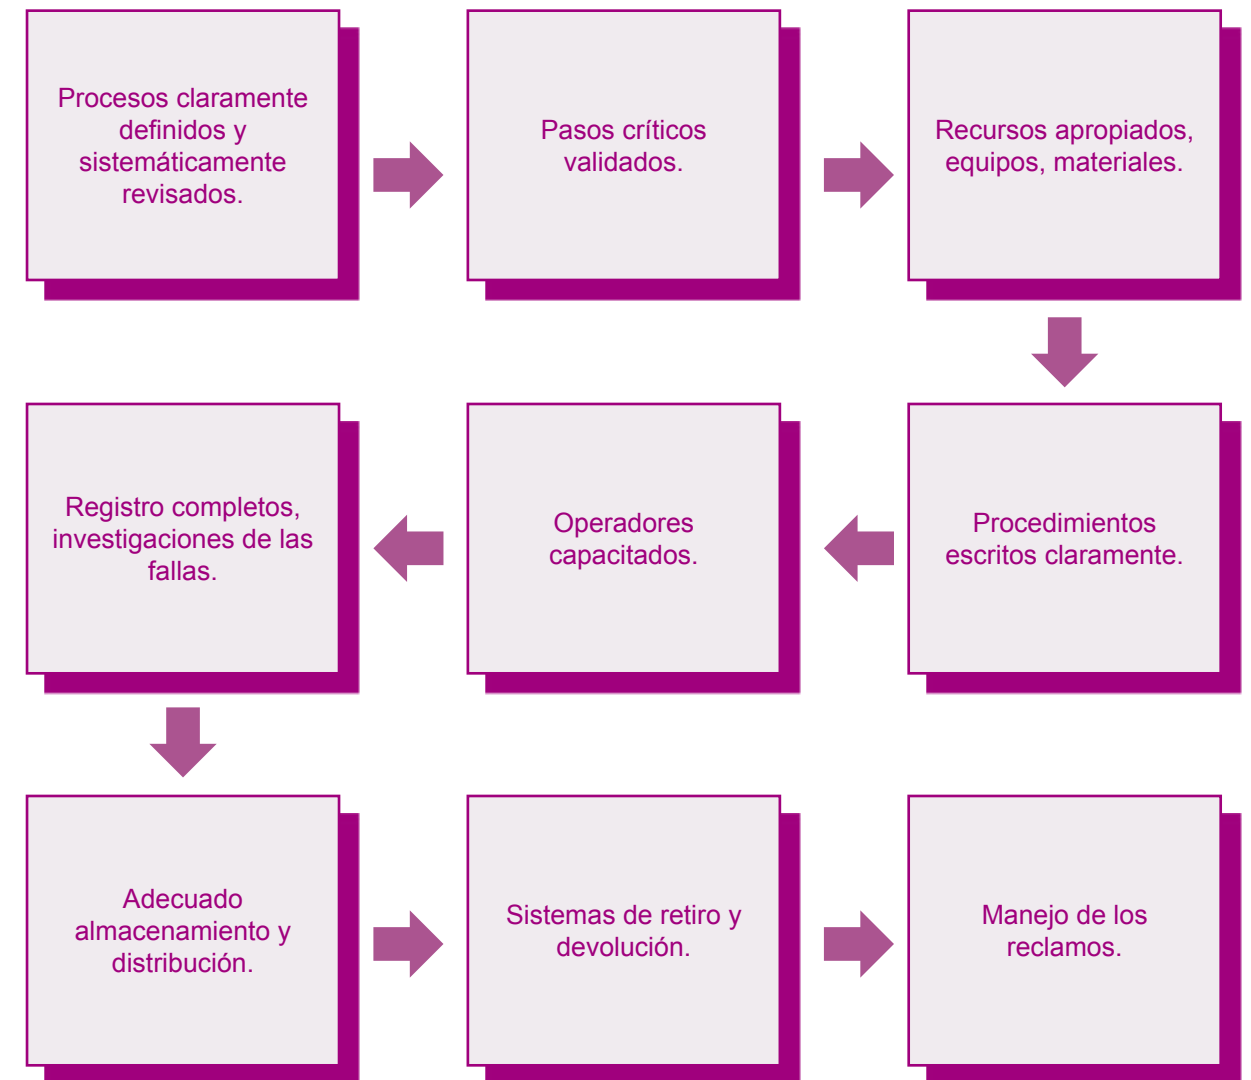 Procesos claramente
definidos y
sistemáticamente
revisados.
Pasos críticos
validados.
Recursos apropiados,
equipos, materiales.
Procedimientos
escritos claramente.
Operadores
capacitados.
Registro completos,
investigaciones de las
fallas.
Adecuado
almacenamiento y
distribución.
Sistemas de retiro y
devolución.
Manejo de los
reclamos.